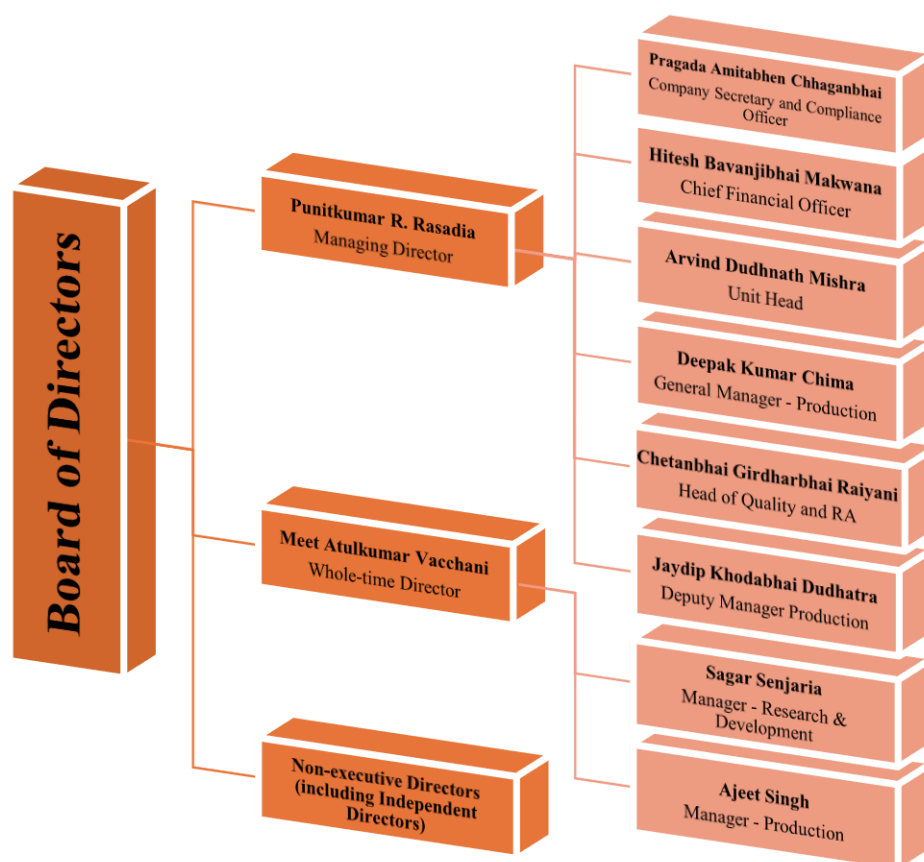 Board of Directors
Punitkumar R. Rasadia
Managing Director
Meet Atulkumar Vacchani
Whole-time Director
Non-executive Directors
(including Independent
Directors)
Pragada Amitabhen Chhaganbhai
Company Secretary and Compliance
Officer
Hitesh Bavanjibhai Makwana
Chief Financial Officer
Arvind Dudhnath Mishra
Unit Head
Deepak Kumar Chima
General Manager - Production
Chetanbhai Girdharbhai Raiyani
Head of Quality and RA
Jaydip Khodabhai Dudhatra
Deputy Manager Production
Sagar Senjaria
Manager - Research &
Development
Ajeet Singh
Manager - Production